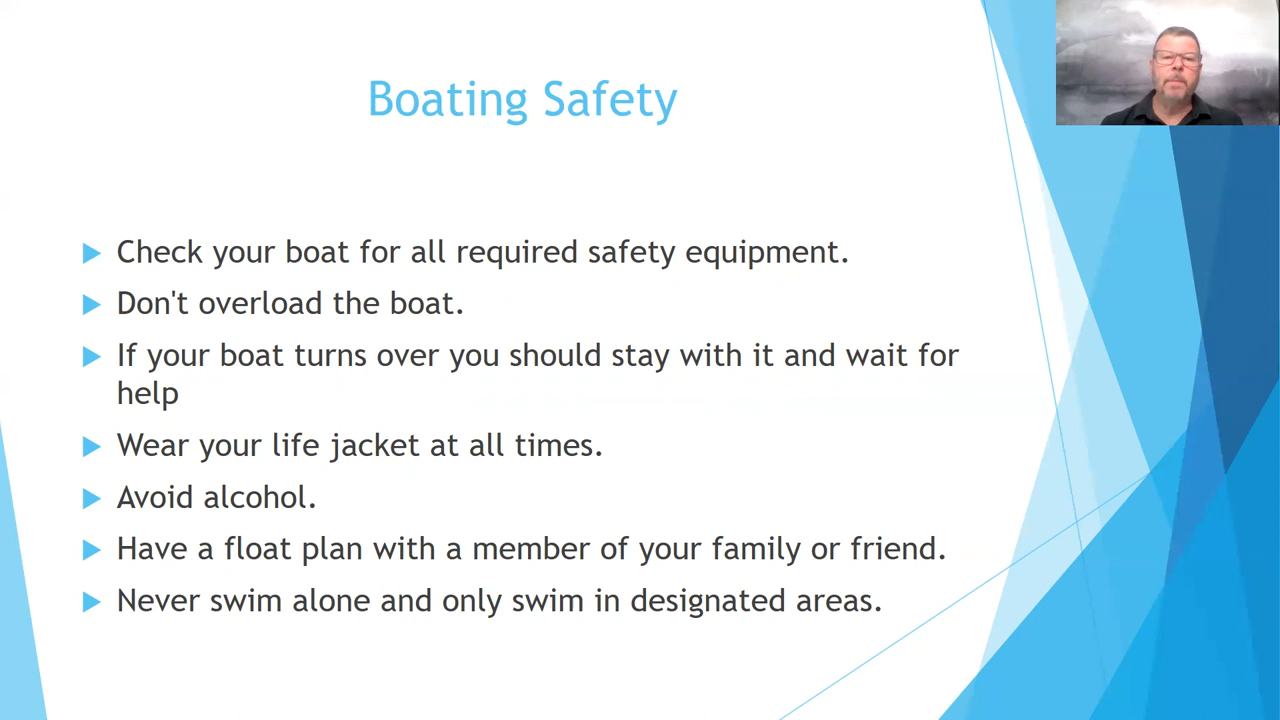 Boating Safety
Check your boat for all required safety equipment.
Don't overload the boat.
If your boat turns over you should stay with it and wait for
help
Wear your life jacket at all times.
Avoid alcohol.
Have a float plan with a member of your family or friend.
Never swim alone and only swim in designated areas.